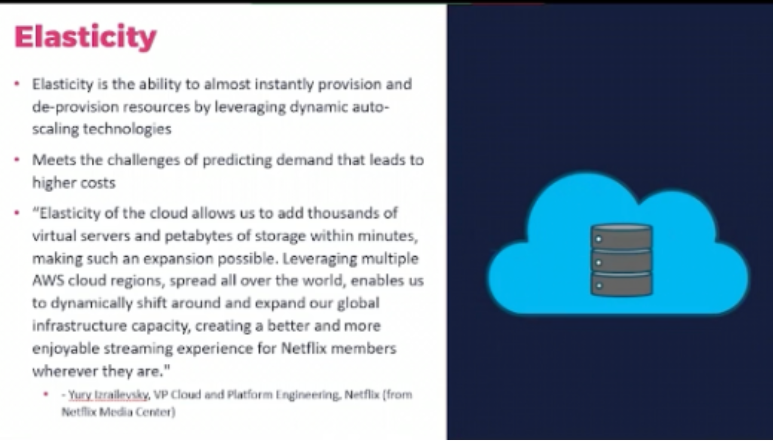 Elasticity
• Elasticity is the ability to almost instantly provision and
de-provision resources by leveraging dynamic auto-
scaling technologies
• Meets the challenges of predicting demand that leads to
higher costs
• “Elasticity of the cloud allows us to add thousands of
virtual servers and petabytes of storage within minutes,
making such an expansion possible. Leveraging multiple
AWS cloud regions, spread all over the world, enables us
to dynamically shift around and expand our global
infrastructure capacity, creating a better and more
enjoyable streaming experience for Netflix members
wherever they are."
• - Yury Izrailevsky, VP Cloud and Platform Engineering, Netflix (from
Netflix Media Center)